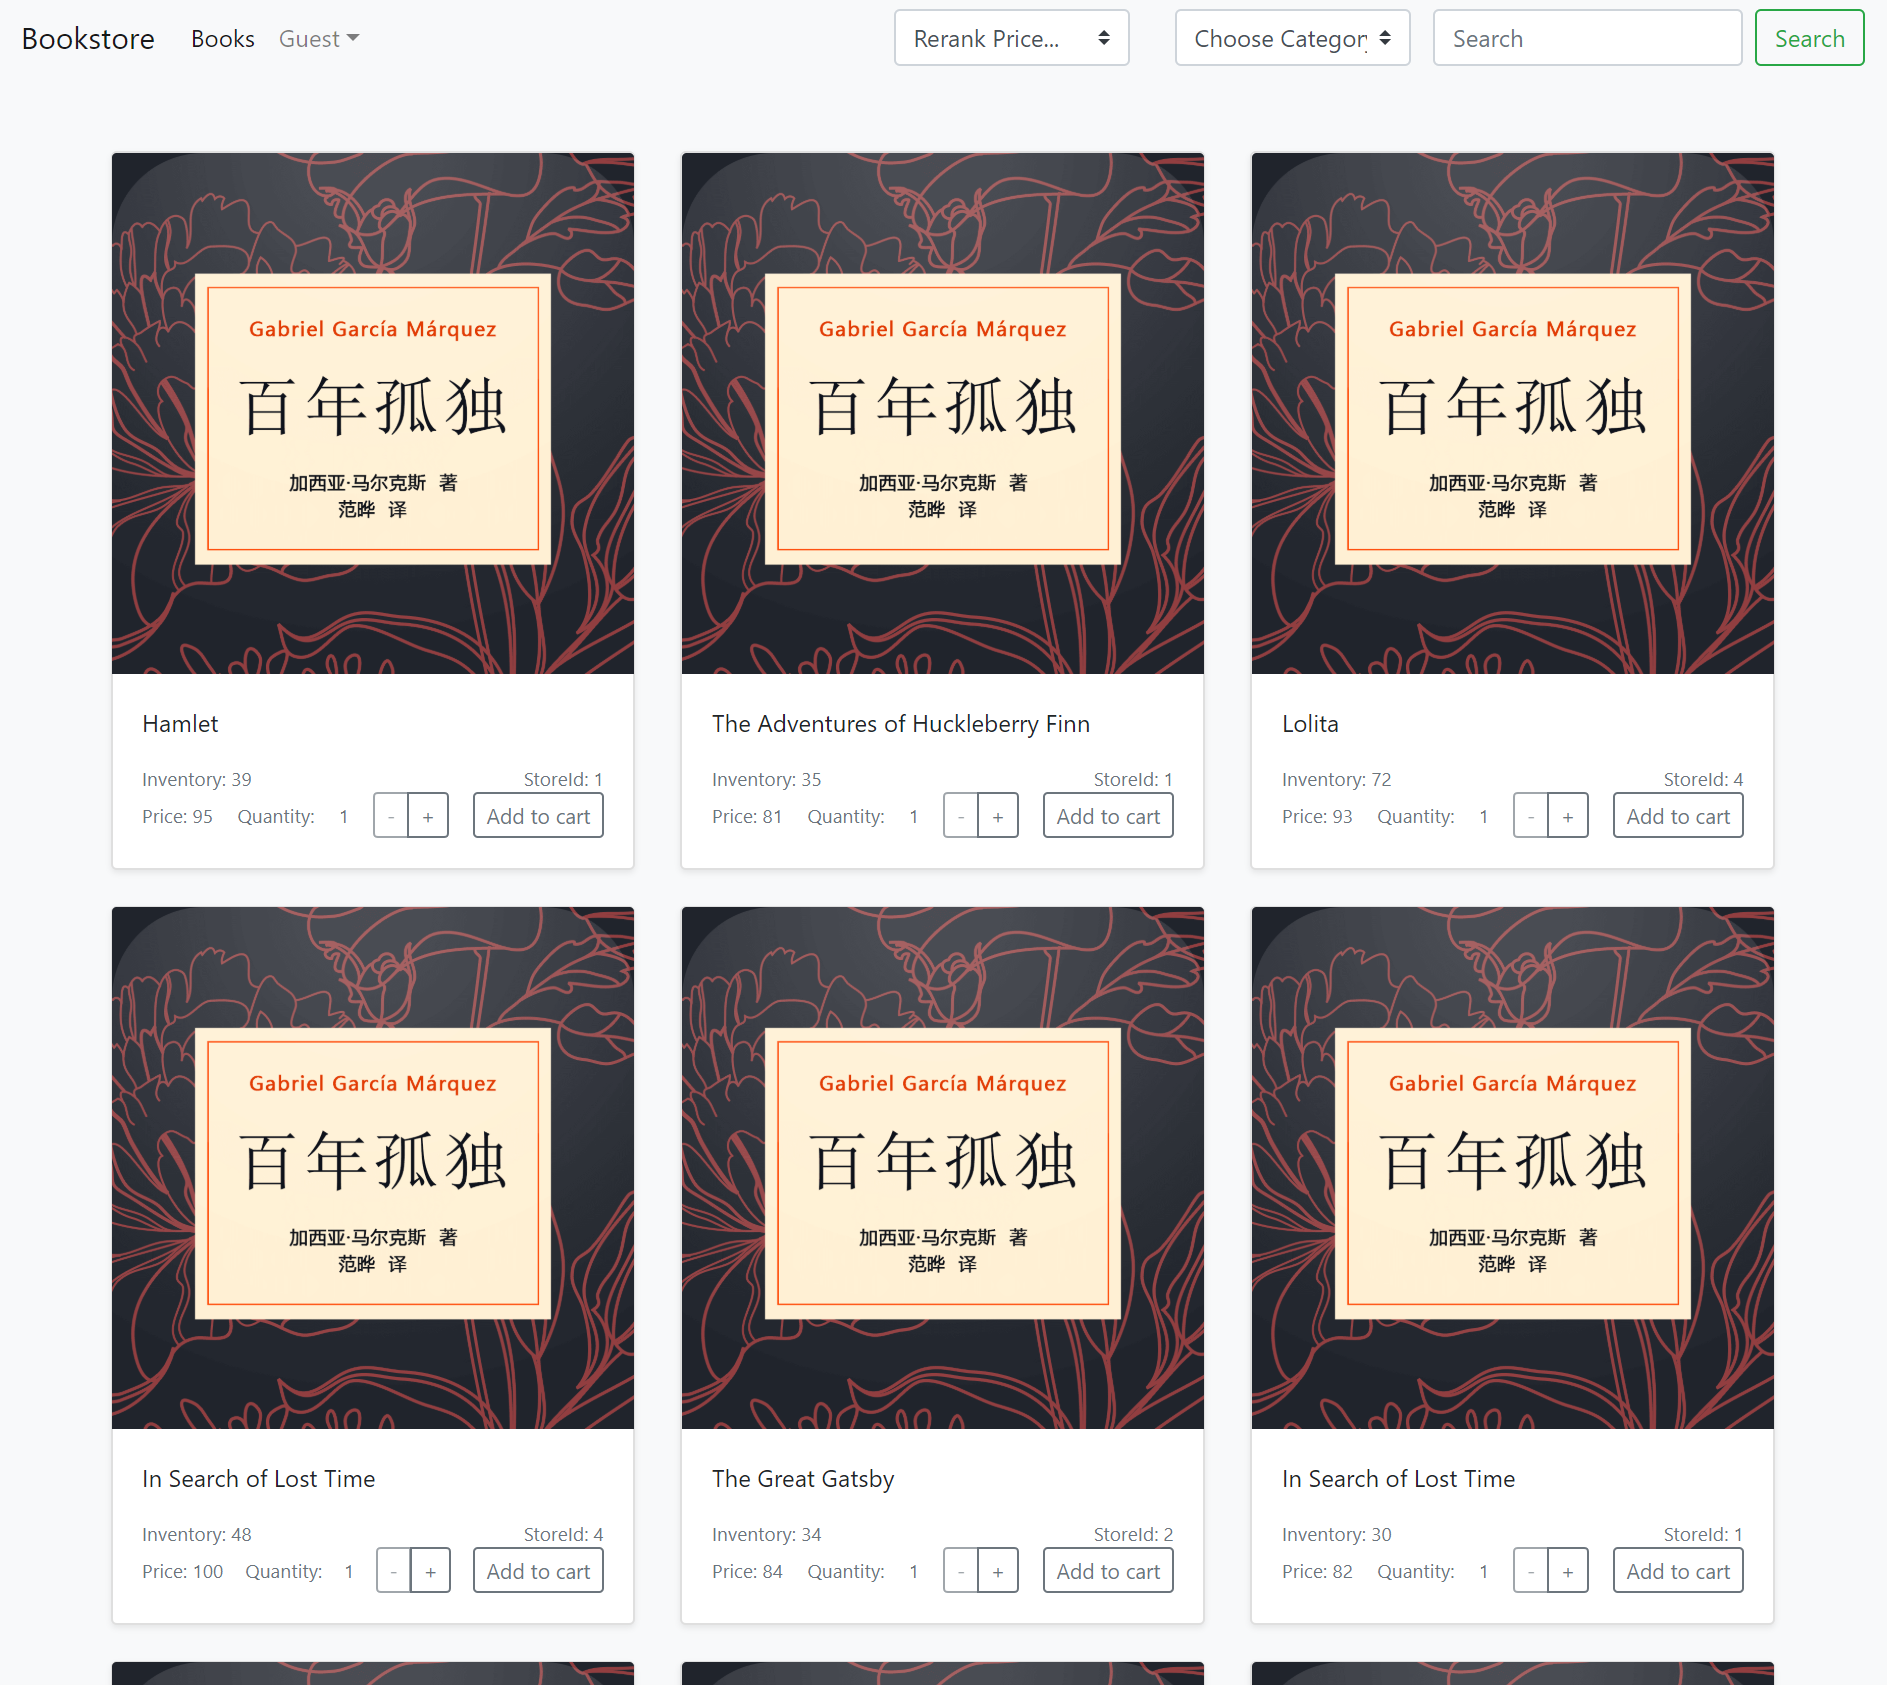 Bookstore Books Guest Rerank Price... Choose Categor Search Search
Gabriel García Márquez
百年孤独
加西亚·马尔克斯 著
范晔 译
Hamlet
Inventory: 39 StoreId: 1
Price: 95 Quantity: 1 - + Add to cart
Gabriel García Márquez
百年孤独
加西亚·马尔克斯 著
范晔 译
The Adventures of Huckleberry Finn
Inventory: 35 StoreId: 1
Price: 81 Quantity: 1 - + Add to cart
Gabriel García Márquez
百年孤独
加西亚·马尔克斯 著
范晔 译
Lolita
Inventory: 72 StoreId: 4
Price: 93 Quantity: 1 - + Add to cart
Gabriel García Márquez
百年孤独
加西亚·马尔克斯 著
范晔 译
In Search of Lost Time
Inventory: 48 StoreId: 4
Price: 100 Quantity: 1 - + Add to cart
Gabriel García Márquez
百年孤独
加西亚·马尔克斯 著
范晔 译
The Great Gatsby
Inventory: 34 StoreId: 2
Price: 84 Quantity: 1 - + Add to cart
Gabriel García Márquez
百年孤独
加西亚·马尔克斯 著
范晔 译
In Search of Lost Time
Inventory: 30 StoreId: 1
Price: 82 Quantity: 1 - + Add to cart